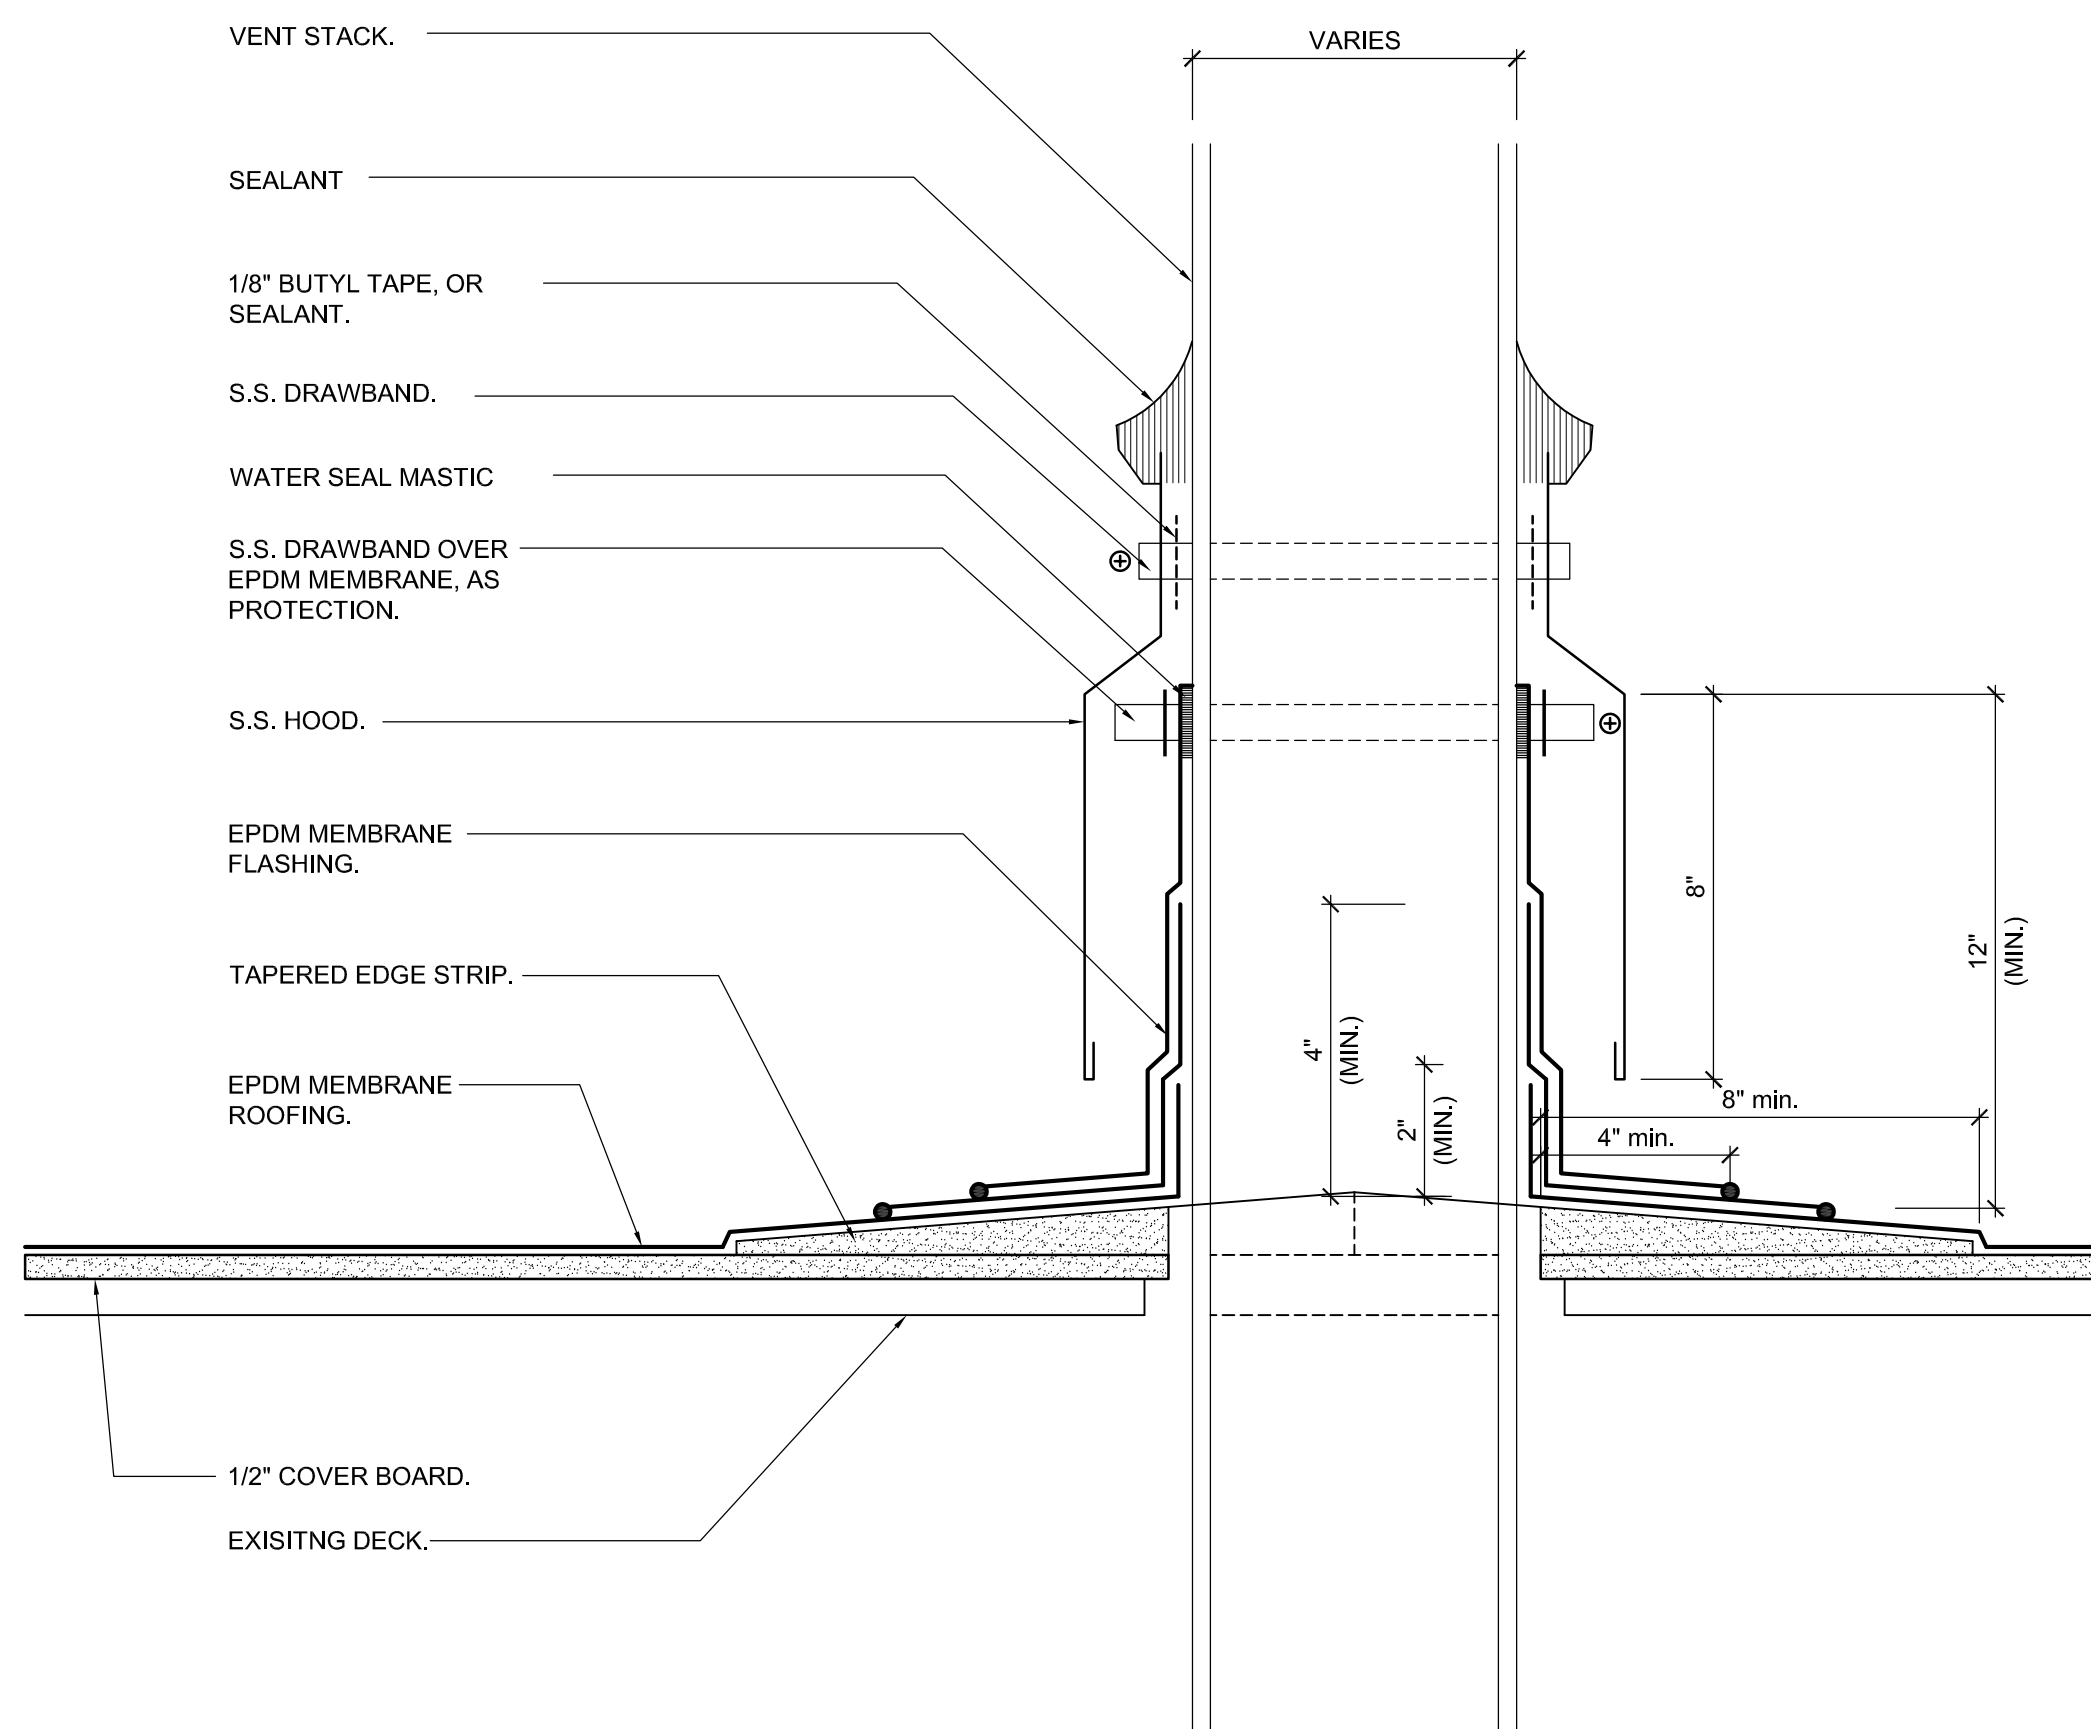 VENT STACK.
VARIES
SEALANT
1/8" BUTYL TAPE, OR
SEALANT.
S.S. DRAWBAND.
WATER SEAL MASTIC
S.S. DRAWBAND OVER
EPDM MEMBRANE, AS
PROTECTION.
S.S. HOOD.
EPDM MEMBRANE
FLASHING.
8"
12"
(MIN.)
TAPERED EDGE STRIP.
4"
(MIN.)
EPDM MEMBRANE
ROOFING.
2"
(MIN.)
8" min.
4" min.
1/2" COVER BOARD.
EXISITNG DECK.